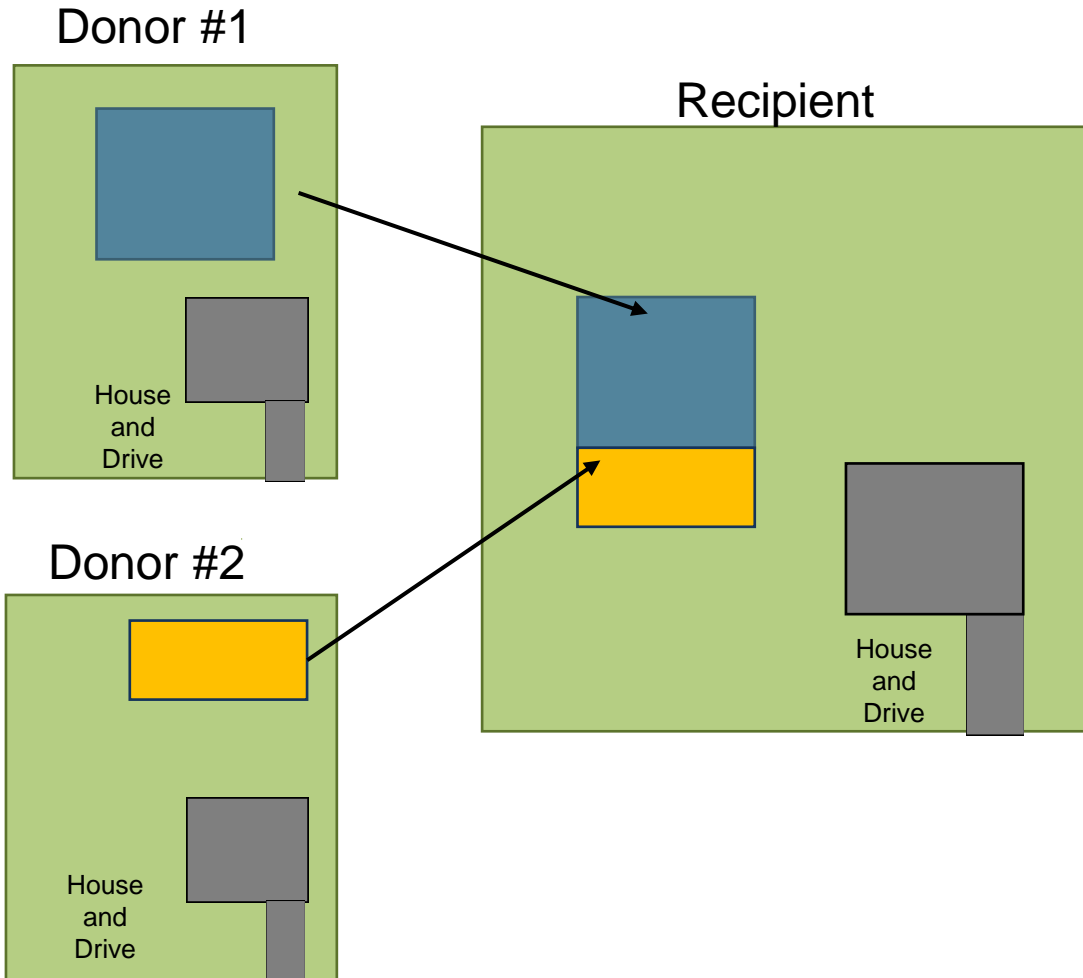 Donor #1
Recipient
House
and
Drive
Donor #2
House
and
Drive
House
and
Drive